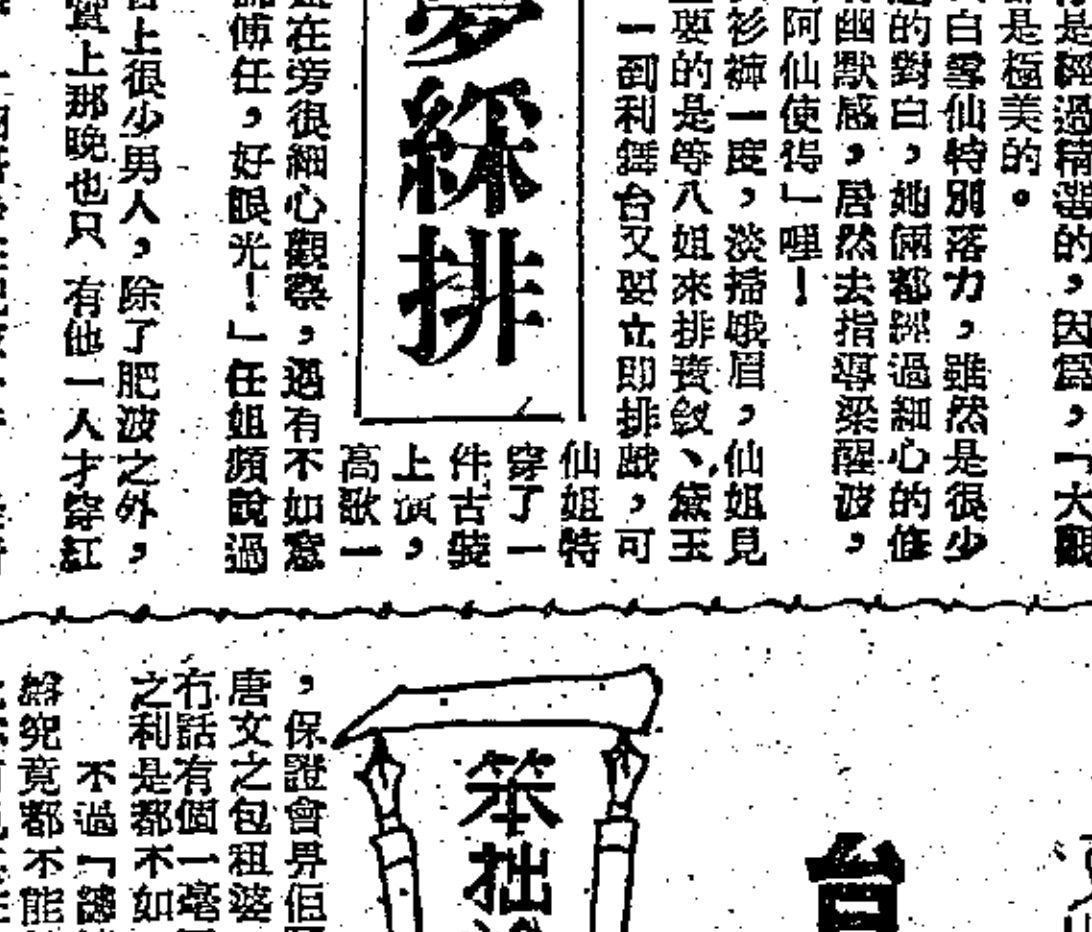 是經過精選的，因爲，「大觀
都是極美的。
白雪仙特別落力，雖然是很少
的對白，她倆都經過細心的修
幽默感，居然去指導梁醒波，
阿仙使得」哩！
衫褲一度，淡掃娥眉，仙姐見
要的是等八姐來排寶釵、黛玉
一到利舞台又要立即排戲，可
仙姐特
穿了一
件古裝
上演，
高歌一
夢綵排
在旁很細心觀察，遇有不如意
傅任，好眼光！」任姐頻說過
上很少男人，除了肥波之外，
上那晚也只有他一人才穿紅
台
笨拙
，保證會畀佢
唐文之包租婆
冇話有個一毫
之利是都不如
不過「
究竟都不能